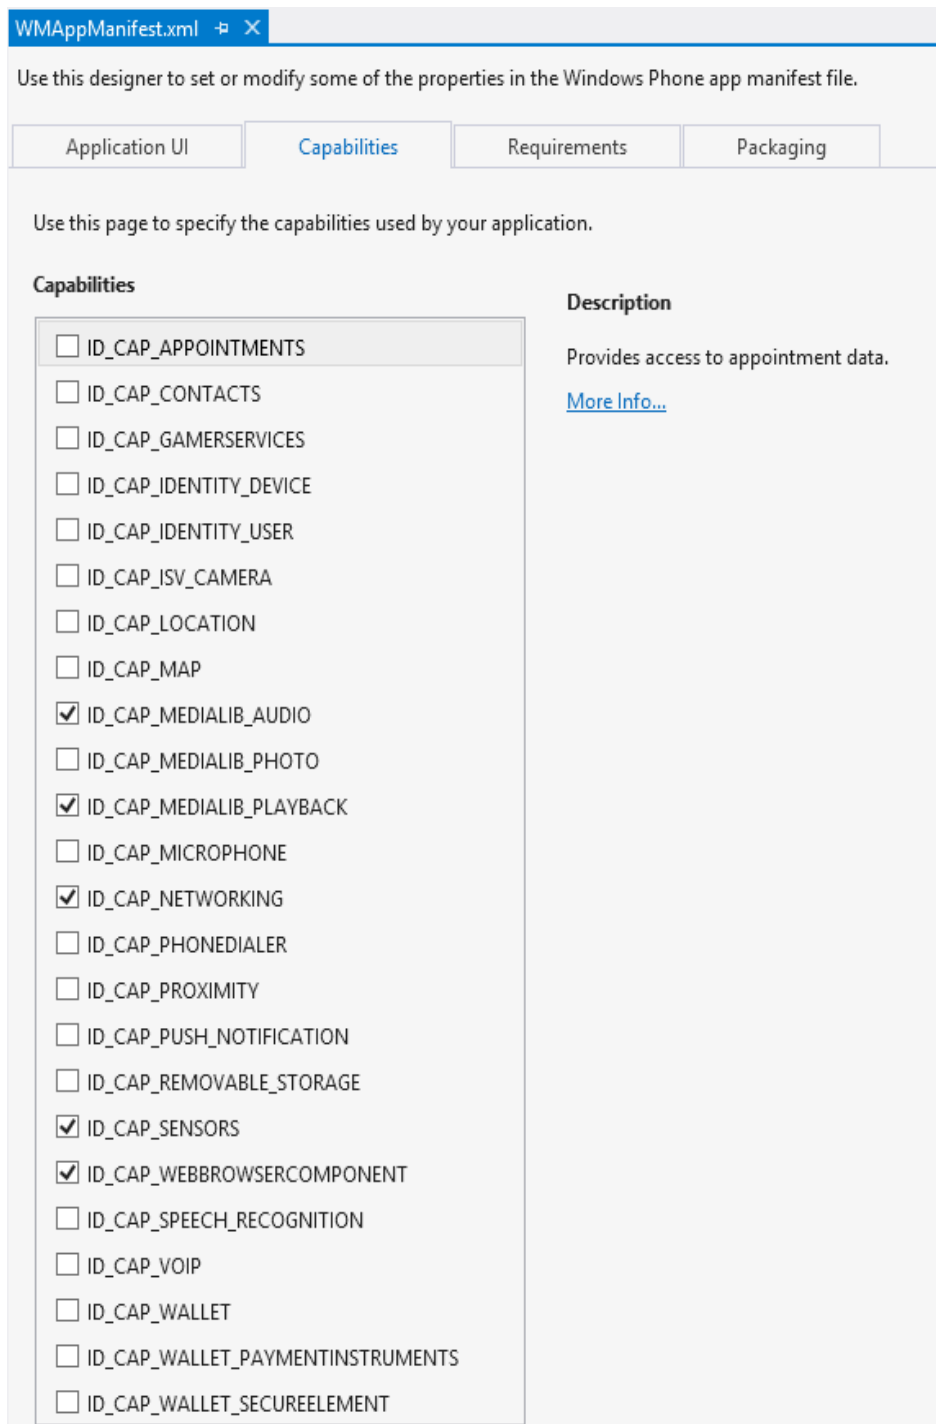 WMAppManifest.xml
Use this designer to set or modify some of the properties in the Windows Phone app manifest file.
Application UI Capabilities Requirements Packaging
Use this page to specify the capabilities used by your application.
Capabilities
Description
ID_CAP_APPOINTMENTS
Provides access to appointment data.
ID_CAP_CONTACTS
More Info...
ID_CAP_GAMERSERVICES
ID_CAP_IDENTITY_DEVICE
ID_CAP_IDENTITY_USER
ID_CAP_ISV_CAMERA
ID_CAP_LOCATION
ID_CAP_MAP
ID_CAP_MEDIALIB_AUDIO
ID_CAP_MEDIALIB_PHOTO
ID_CAP_MEDIALIB_PLAYBACK
ID_CAP_MICROPHONE
ID_CAP_NETWORKING
ID_CAP_PHONEDIALER
ID_CAP_PROXIMITY
ID_CAP_PUSH_NOTIFICATION
ID_CAP_REMOVABLE_STORAGE
ID_CAP_SENSORS
ID_CAP_WEBBROWSERCOMPONENT
ID_CAP_SPEECH_RECOGNITION
ID_CAP_VOIP
ID_CAP_WALLET
ID_CAP_WALLET_PAYMENTINSTRUMENTS
ID_CAP_WALLET_SECUREELEMENT